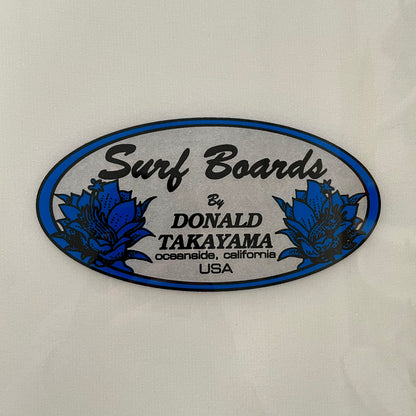 Surf Boards
By
DONALD
TAKAYAMA
oceanside, california
USA